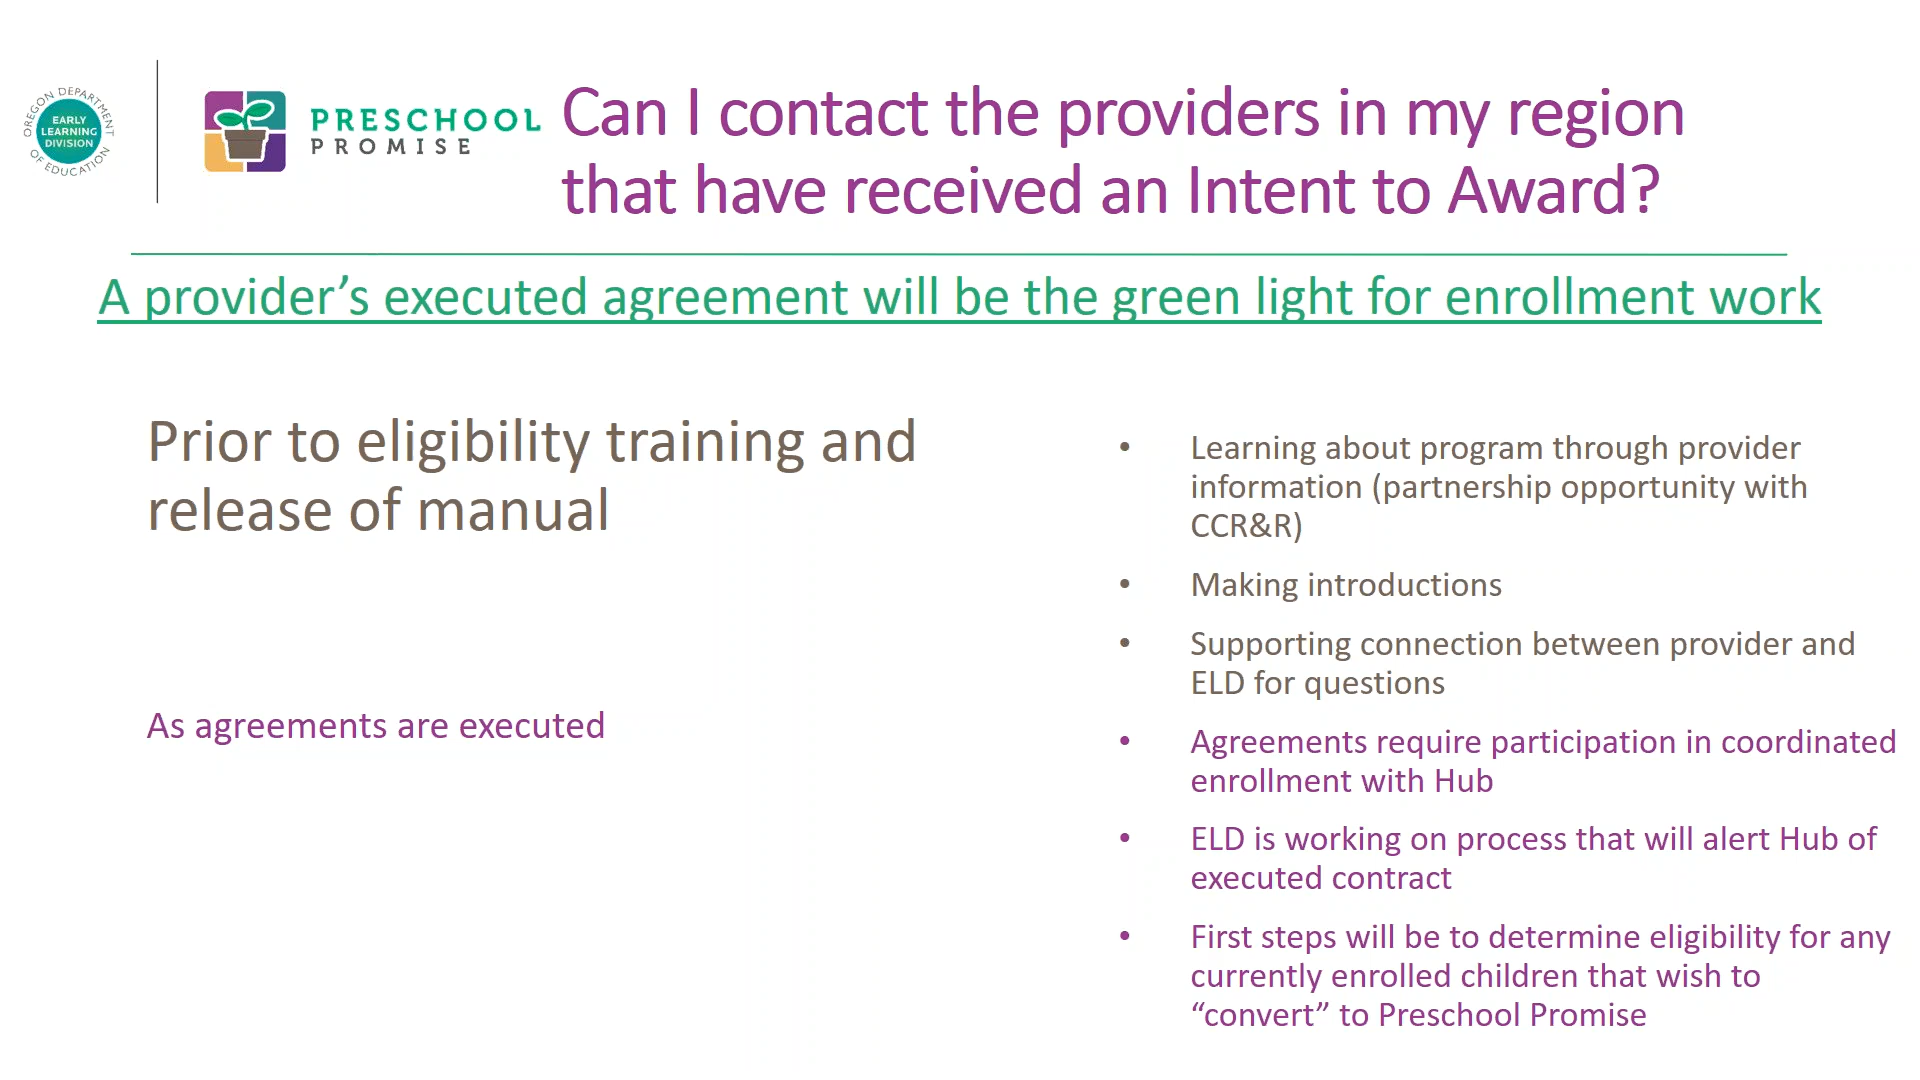 OREGON DEPARTMENT
OF EDUCATION
EARLY
LEARNING
DIVISION
PRESCHOOL
PROMISE
Can I contact the providers in my region
that have received an Intent to Award?
A provider’s executed agreement will be the green light for enrollment work
Prior to eligibility training and
release of manual
As agreements are executed
• Learning about program through provider
information (partnership opportunity with
CCR&R)
• Making introductions
• Supporting connection between provider and
ELD for questions
• Agreements require participation in coordinated
enrollment with Hub
• ELD is working on process that will alert Hub of
executed contract
• First steps will be to determine eligibility for any
currently enrolled children that wish to
“convert” to Preschool Promise